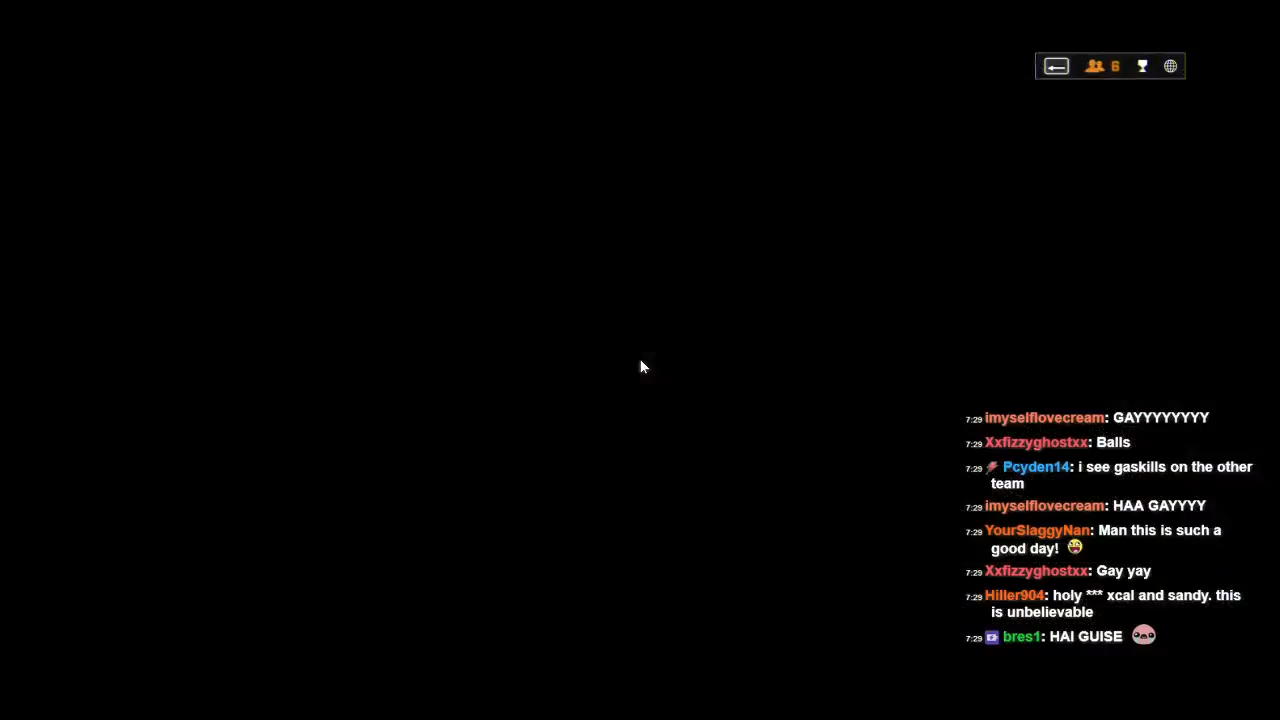 6
7:29 imyselflovecream: GAYYYYYYYY
7:29 Xxfizzyghostxx: Balls
7:29 Pcyden14: i see gaskills on the other
team
7:29 imyselflovecream: HAA GAYYYY
7:29 YourSlaggyNan: Man this is such a
good day!
7:29 Xxfizzyghostxx: Gay yay
7:29 Hiller904: holy *** xcal and sandy. this
is unbelievable
7:29 bres1: HAI GUISE